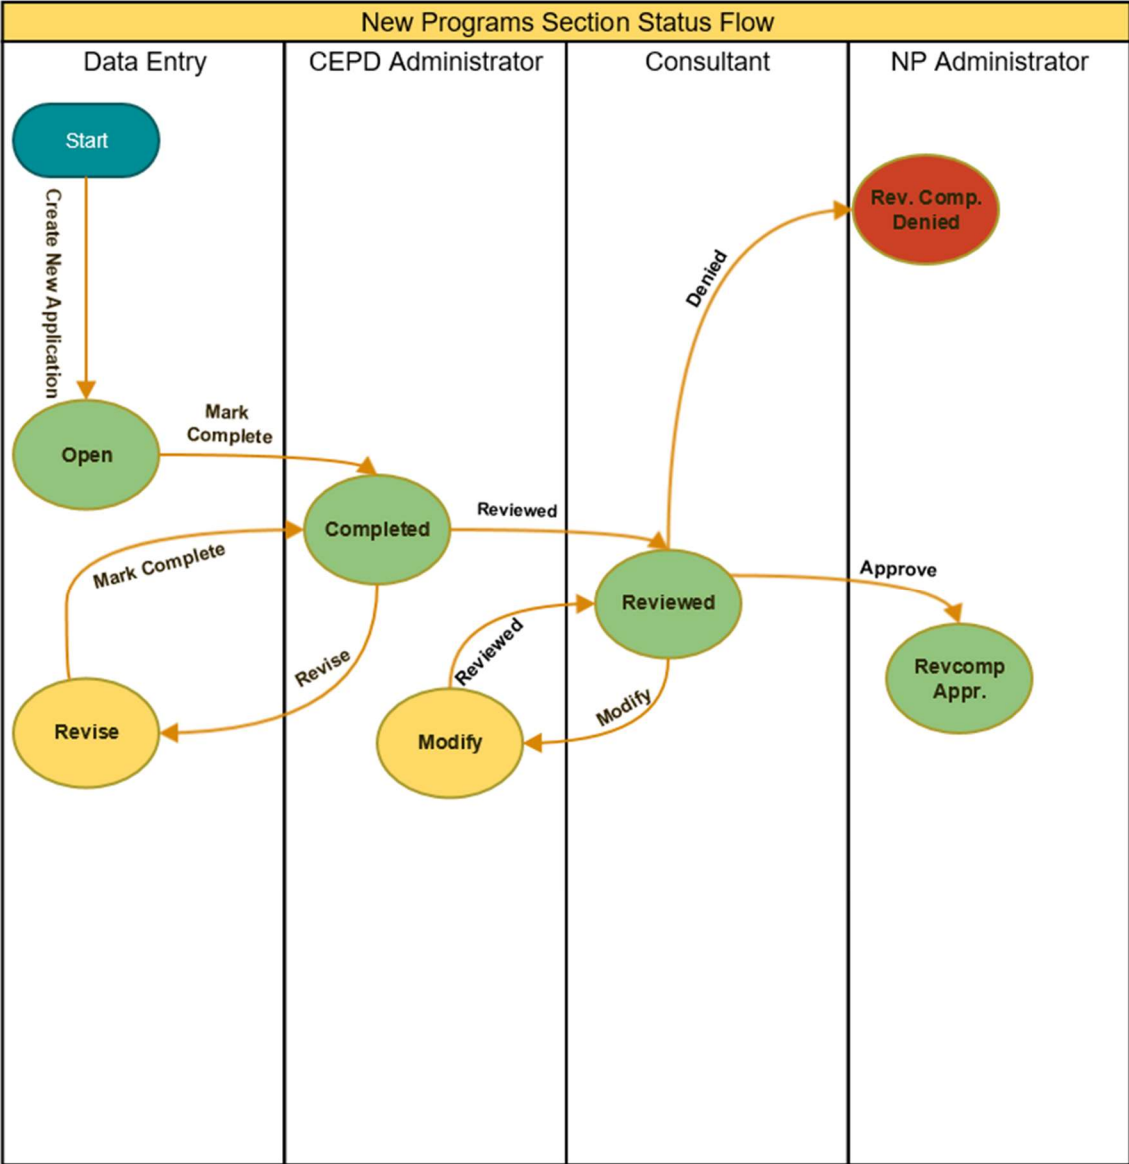 New Programs Section Status Flow
Data Entry
CEPD Administrator
Consultant
NP Administrator
Start
Create New Application
Rev. Comp.
Denied
Denied
Open
Mark
Complete
Completed
Reviewed
Mark Complete
Reviewed
Approve
Revise
Reviewed
Modify
Revcomp
Appr.
Revise
Modify